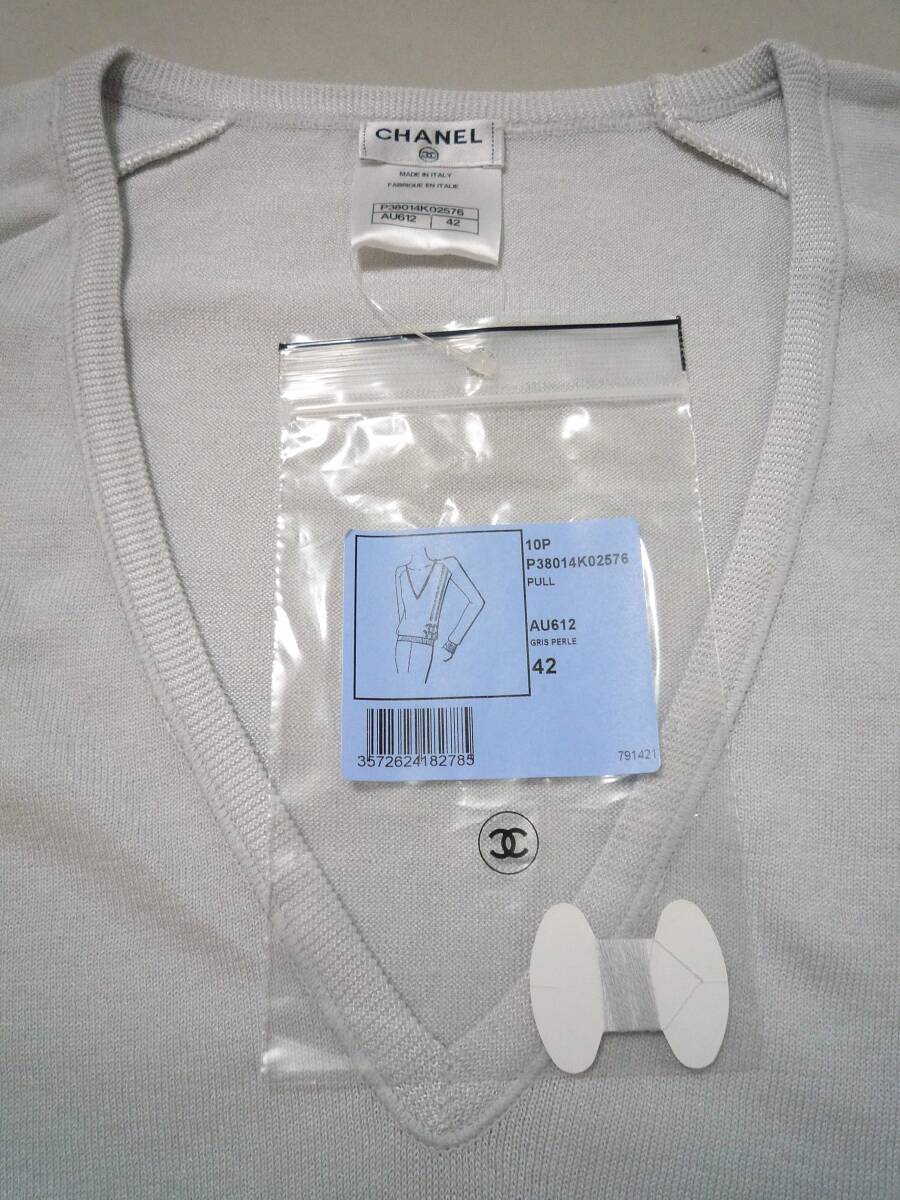 CHANEL
MADE IN ITALY
FABRIQUE EN ITALIE
P38014K02576
AU612 42
10P
P38014K02576
PULL
AU612
GRIS PERLE
42
3572624182785
791421